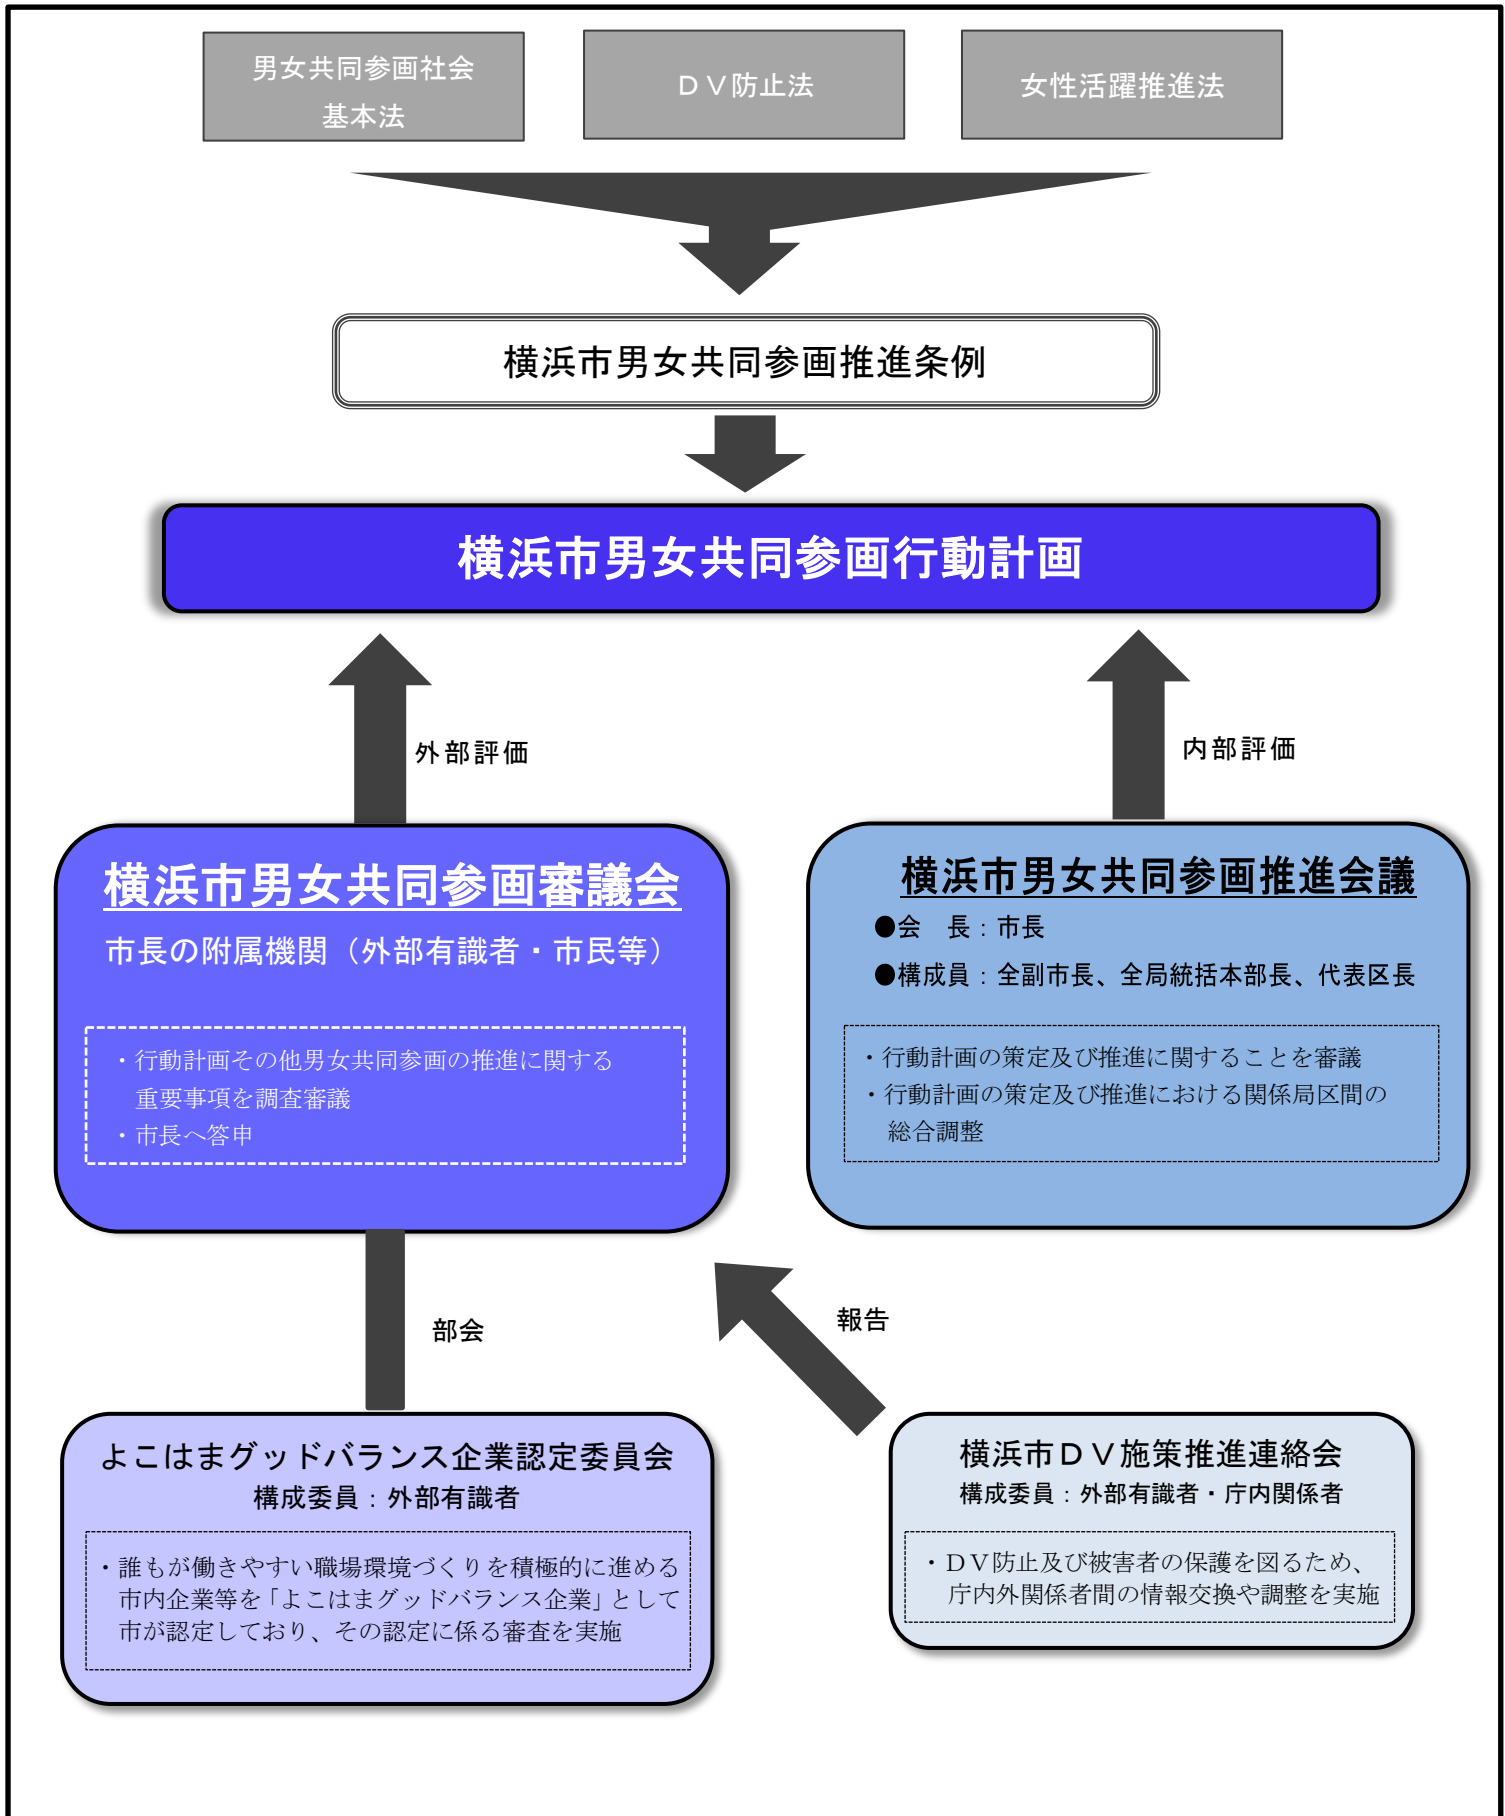 男女共同参画社会
基本法
ＤＶ防止法
女性活躍推進法
横浜市男女共同参画推進条例
横浜市男女共同参画行動計画
外部評価
内部評価
横浜市男女共同参画審議会
市長の附属機関（外部有識者・市民等）
・行動計画その他男女共同参画の推進に関する
重要事項を調査審議
・市長へ答申
横浜市男女共同参画推進会議
●会　長：市長
●構成員：全副市長、全局統括本部長、代表区長
・行動計画の策定及び推進に関することを審議
・行動計画の策定及び推進における関係局区間の
総合調整
部会
報告
よこはまグッドバランス企業認定委員会
構成委員：外部有識者
・誰もが働きやすい職場環境づくりを積極的に進める
市内企業等を「よこはまグッドバランス企業」として
市が認定しており、その認定に係る審査を実施
横浜市ＤＶ施策推進連絡会
構成委員：外部有識者・庁内関係者
・ＤＶ防止及び被害者の保護を図るため、
庁内外関係者間の情報交換や調整を実施